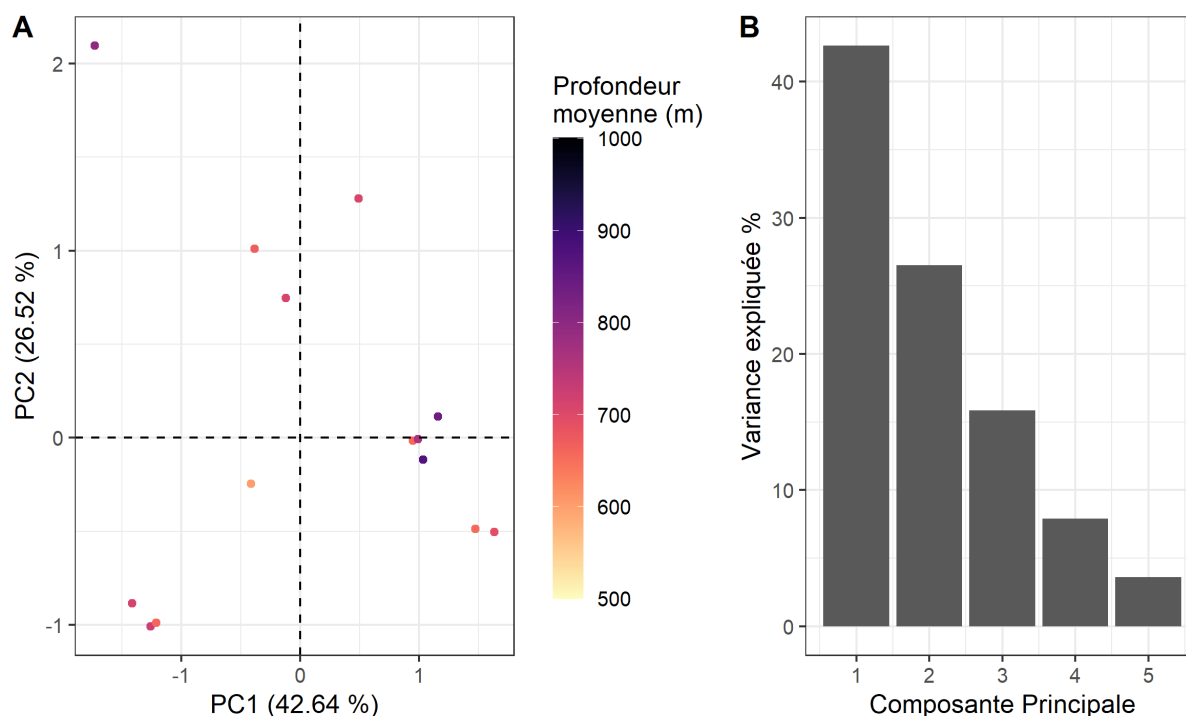 A
2
1
0
-1
-1
0
1
PC2 (26.52 %)
PC1 (42.64 %)
Profondeur
moyenne (m)
1000
900
800
700
600
500
B
40
30
20
10
0
1
2
3
4
5
Variance expliquée %
Composante Principale